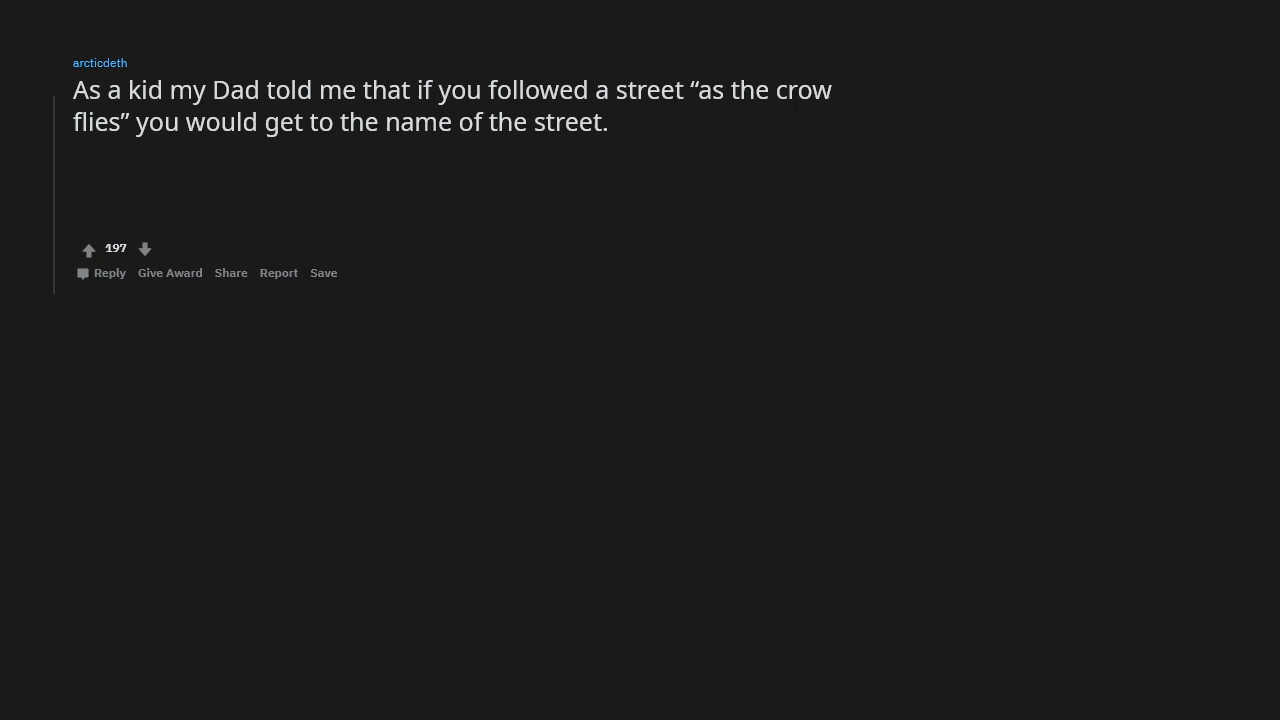 arcticdeth
As a kid my Dad told me that if you followed a street “as the crow
flies” you would get to the name of the street.
197
Reply Give Award Share Report Save